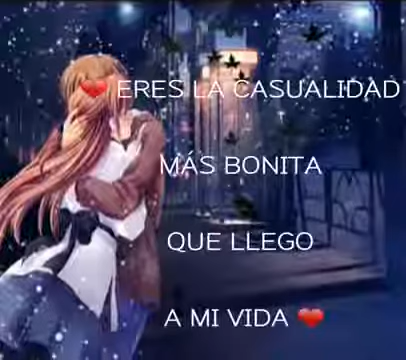 ❤ ERES LA CASUALIDAD
MÁS BONITA
QUE LLEGO
A MI VIDA ❤